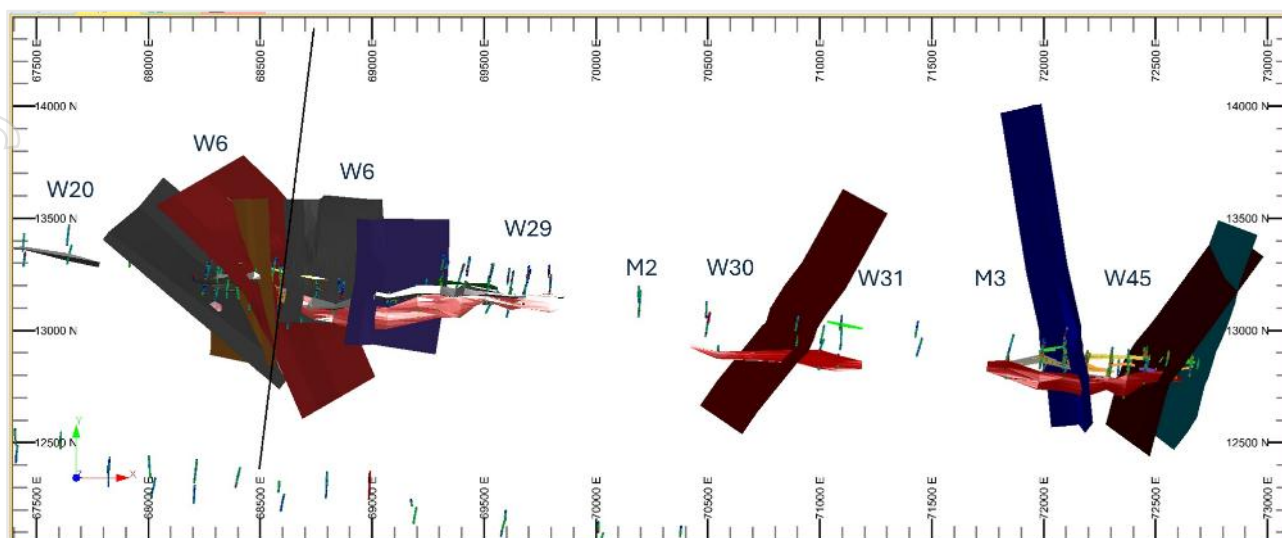 67500 E
68000 E
68500 E
69000 E
69500 E
70000 E
70500 E
71000 E
71500 E
72000 E
72500 E
73000 E
14000 N
14000 N
W6
W6
W20
13500 N
13500 N
W29
M2
W30
W31
M3
W45
13000 N
13000 N
12500 N
12500 N
Y
X
67500 E
68000 E
68500 E
69000 E
69500 E
70000 E
70500 E
71000 E
71500 E
72000 E
72500 E
73000 E